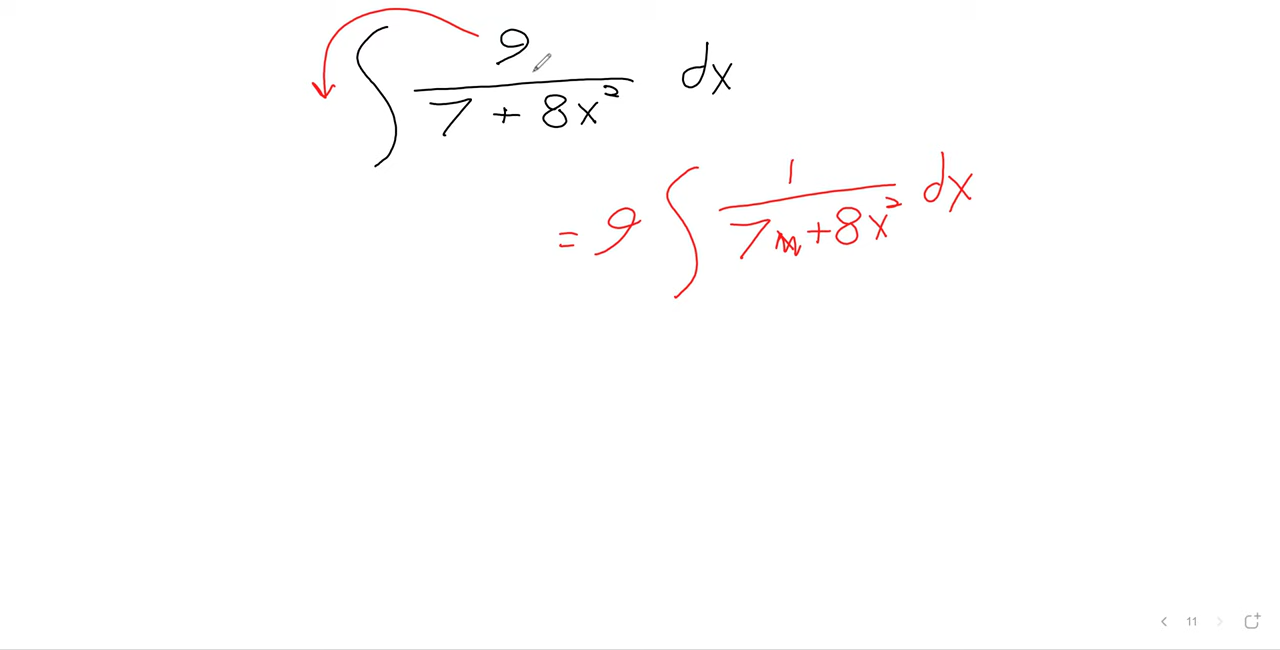 ∫ 9 / (7 + 8x²) dx
= 9 ∫ 1 / (7 + 8x²) dx
11